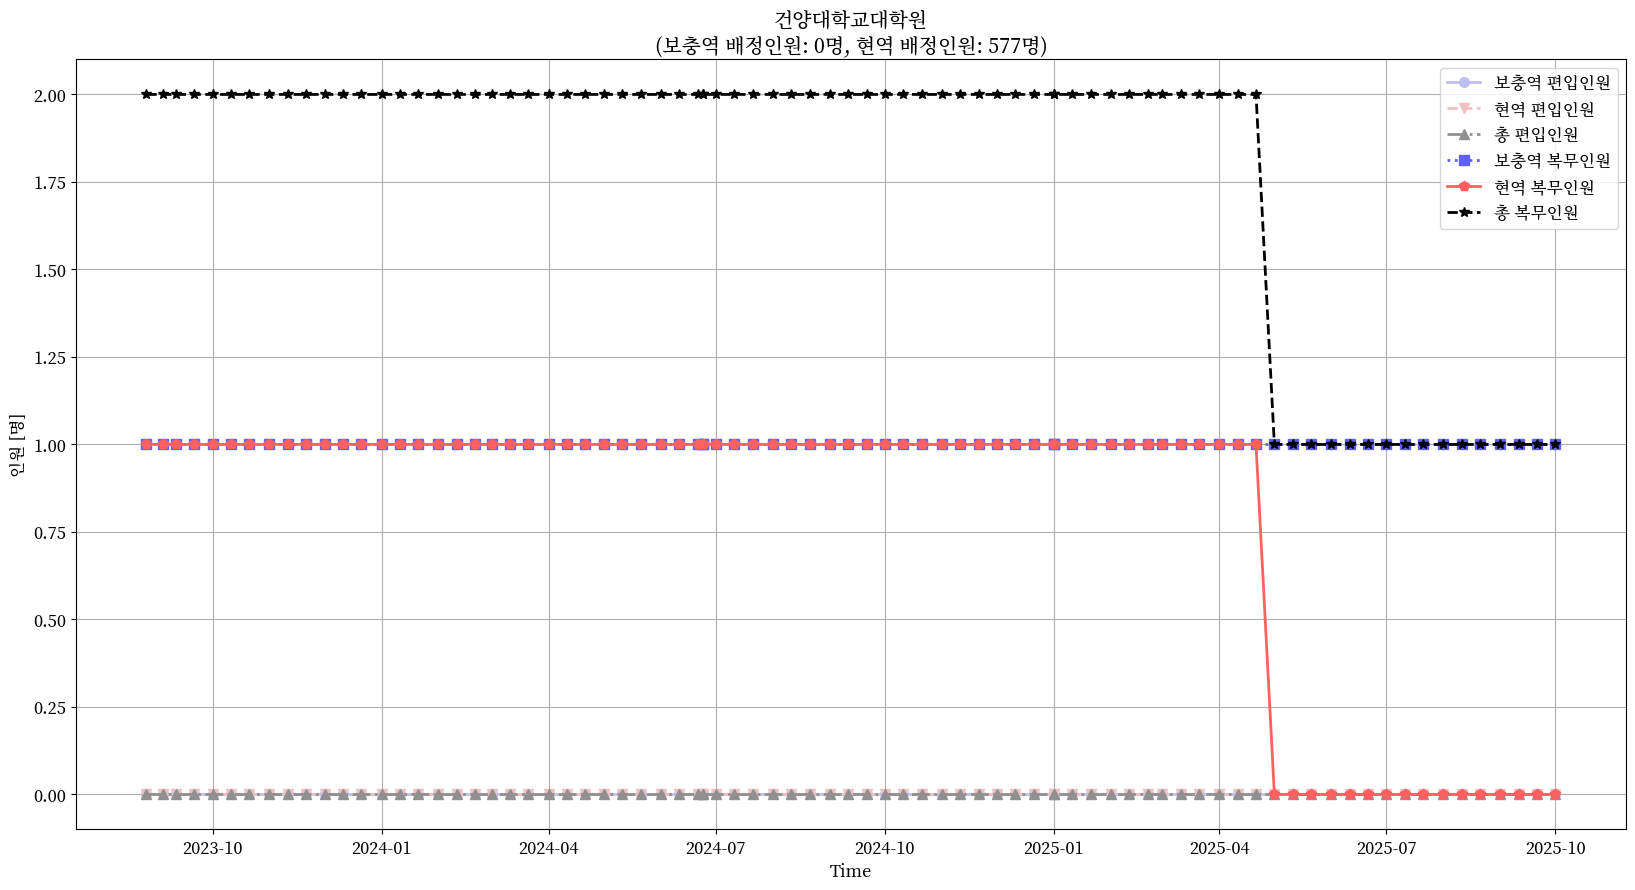 건양대학교대학원
(보충역 배정인원: 0명, 현역 배정인원: 577명)
보충역 편입인원
현역 편입인원
총 편입인원
보충역 복무인원
현역 복무인원
총 복무인원
인원 [명]
2.00
1.75
1.50
1.25
1.00
0.75
0.50
0.25
0.00
2023-10
2024-01
2024-04
2024-07
2024-10
2025-01
2025-04
2025-07
2025-10
Time